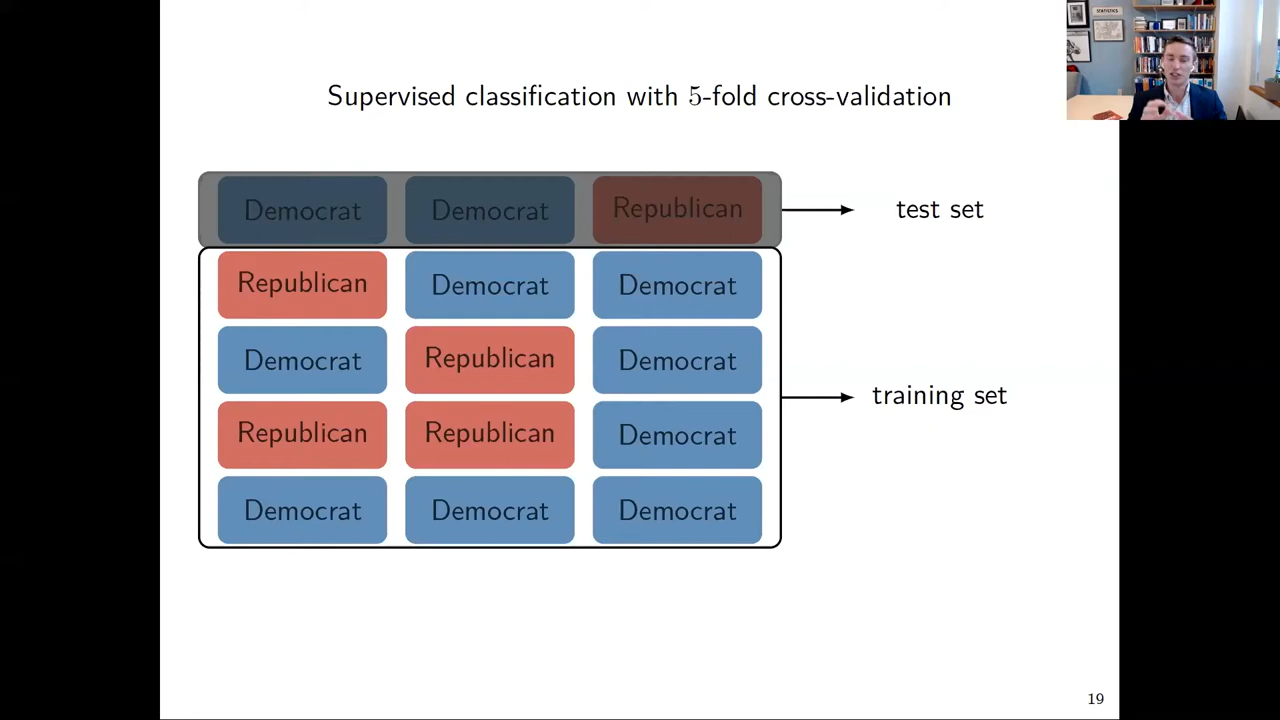 STATISTICS
Supervised classification with 5-fold cross-validation
Democrat Democrat Republican test set
Republican Democrat Democrat
Democrat Republican Democrat
training set
Republican Republican Democrat
Democrat Democrat Democrat
19